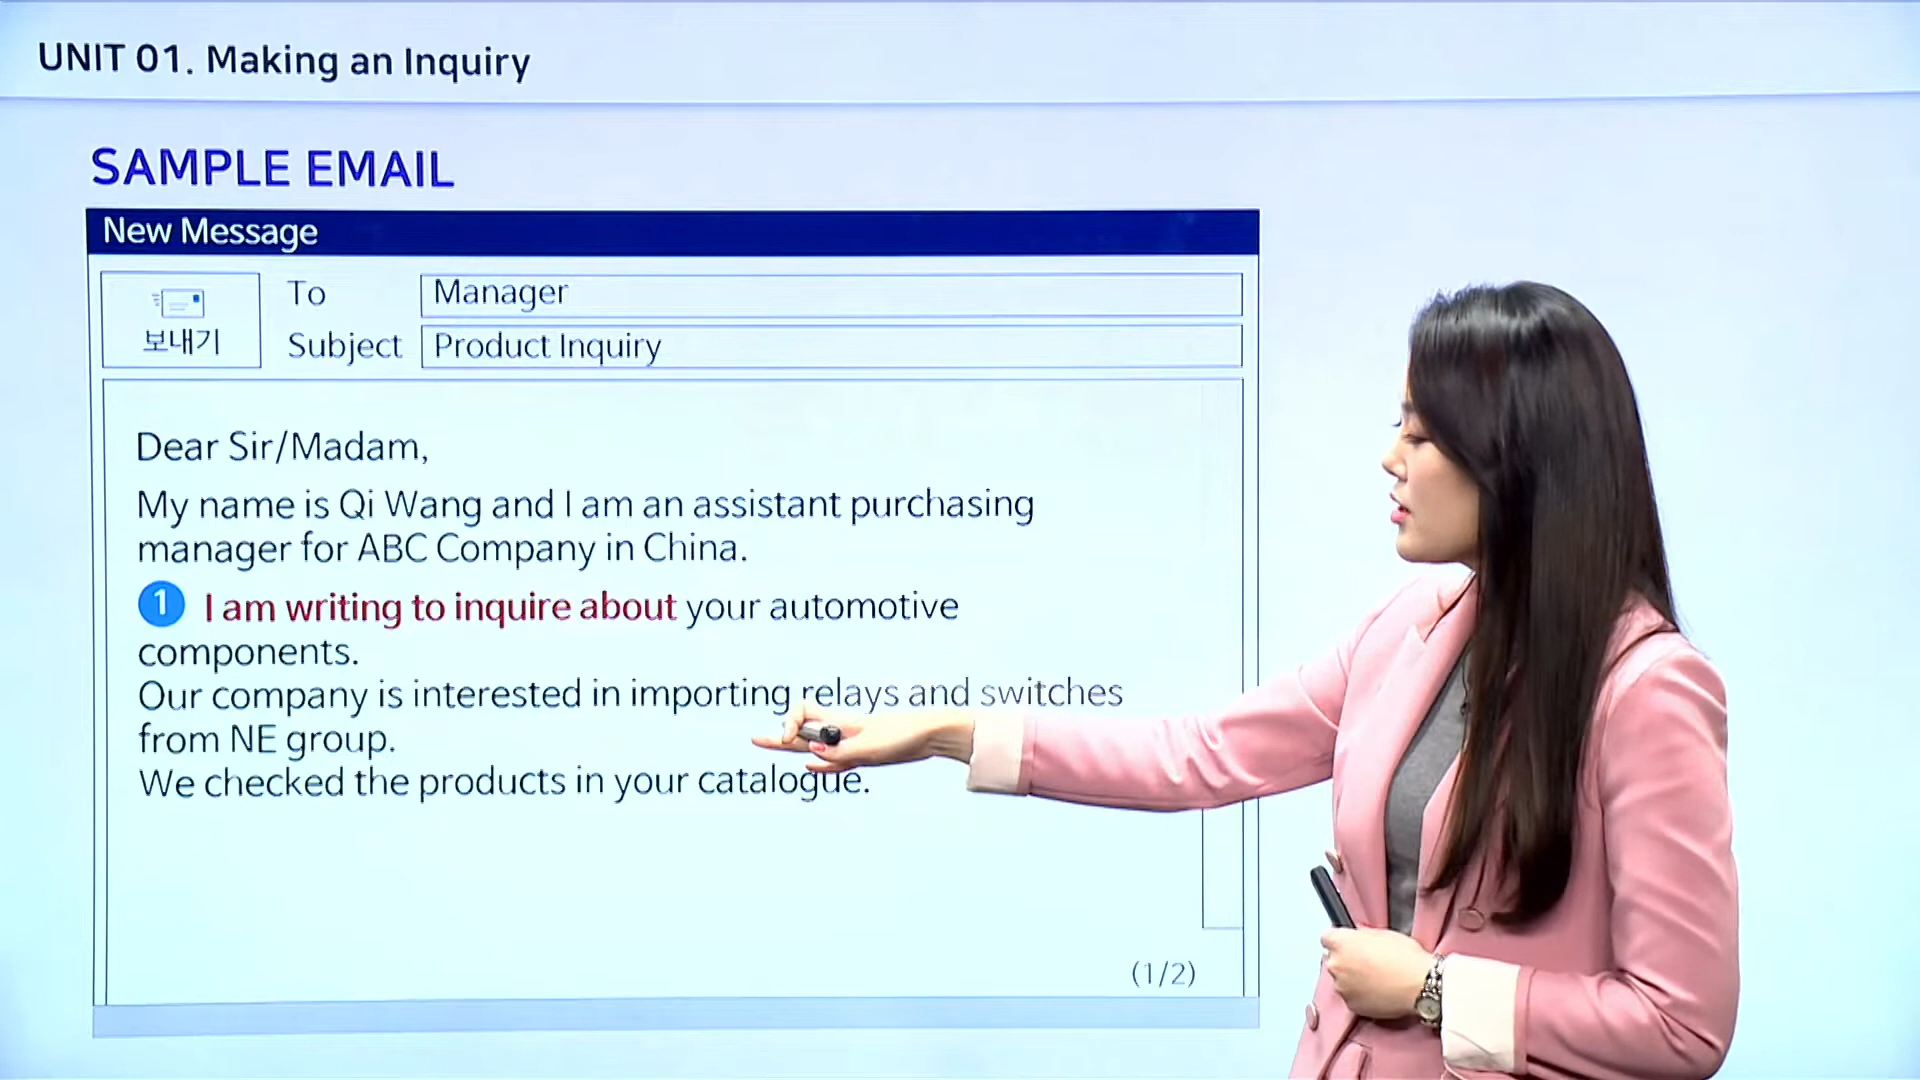 UNIT 01. Making an Inquiry
SAMPLE EMAIL
New Message
보내기
To
Manager
Subject
Product Inquiry
Dear Sir/Madam,
My name is Qi Wang and I am an assistant purchasing
manager for ABC Company in China.
1 I am writing to inquire about your automotive
components.
Our company is interested in importing relays and switches
from NE group.
We checked the products in your catalogue.
(1/2)